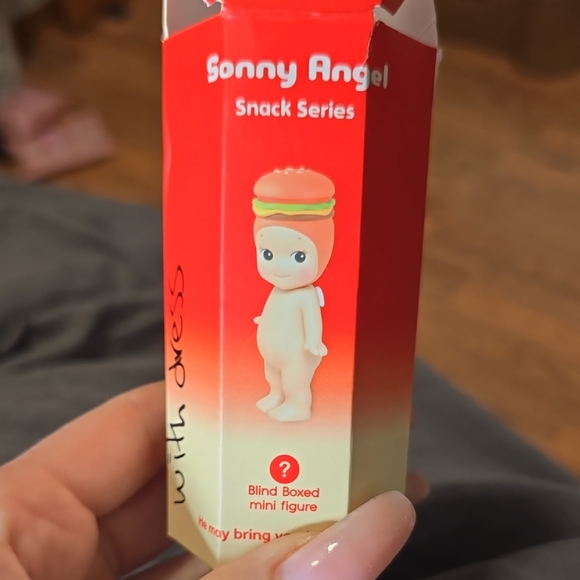 Sonny Angel
Snack Series
with dress
?
Blind Boxed
mini figure
He may bring